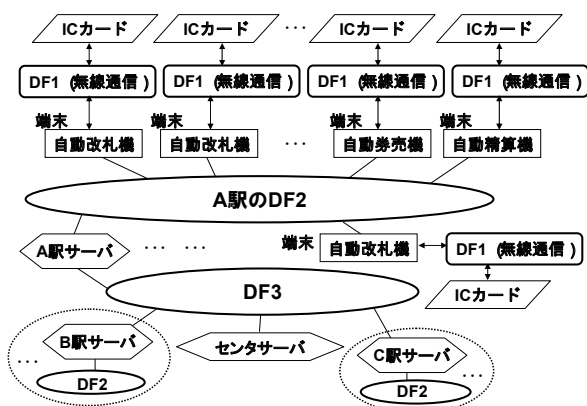 ICカード ICカード ･･･ ICカード ICカード
DF1 (無線通信) DF1 (無線通信) DF1 (無線通信) DF1 (無線通信)
端末 端末 端末 端末
自動改札機 自動改札機 ･･･ 自動券売機 自動精算機
A駅のDF2
A駅サーバ ･･･ ･･･ 端末 自動改札機 DF1 (無線通信)
DF3 ICカード
･･･ B駅サーバ センタサーバ C駅サーバ ･･･
DF2 DF2